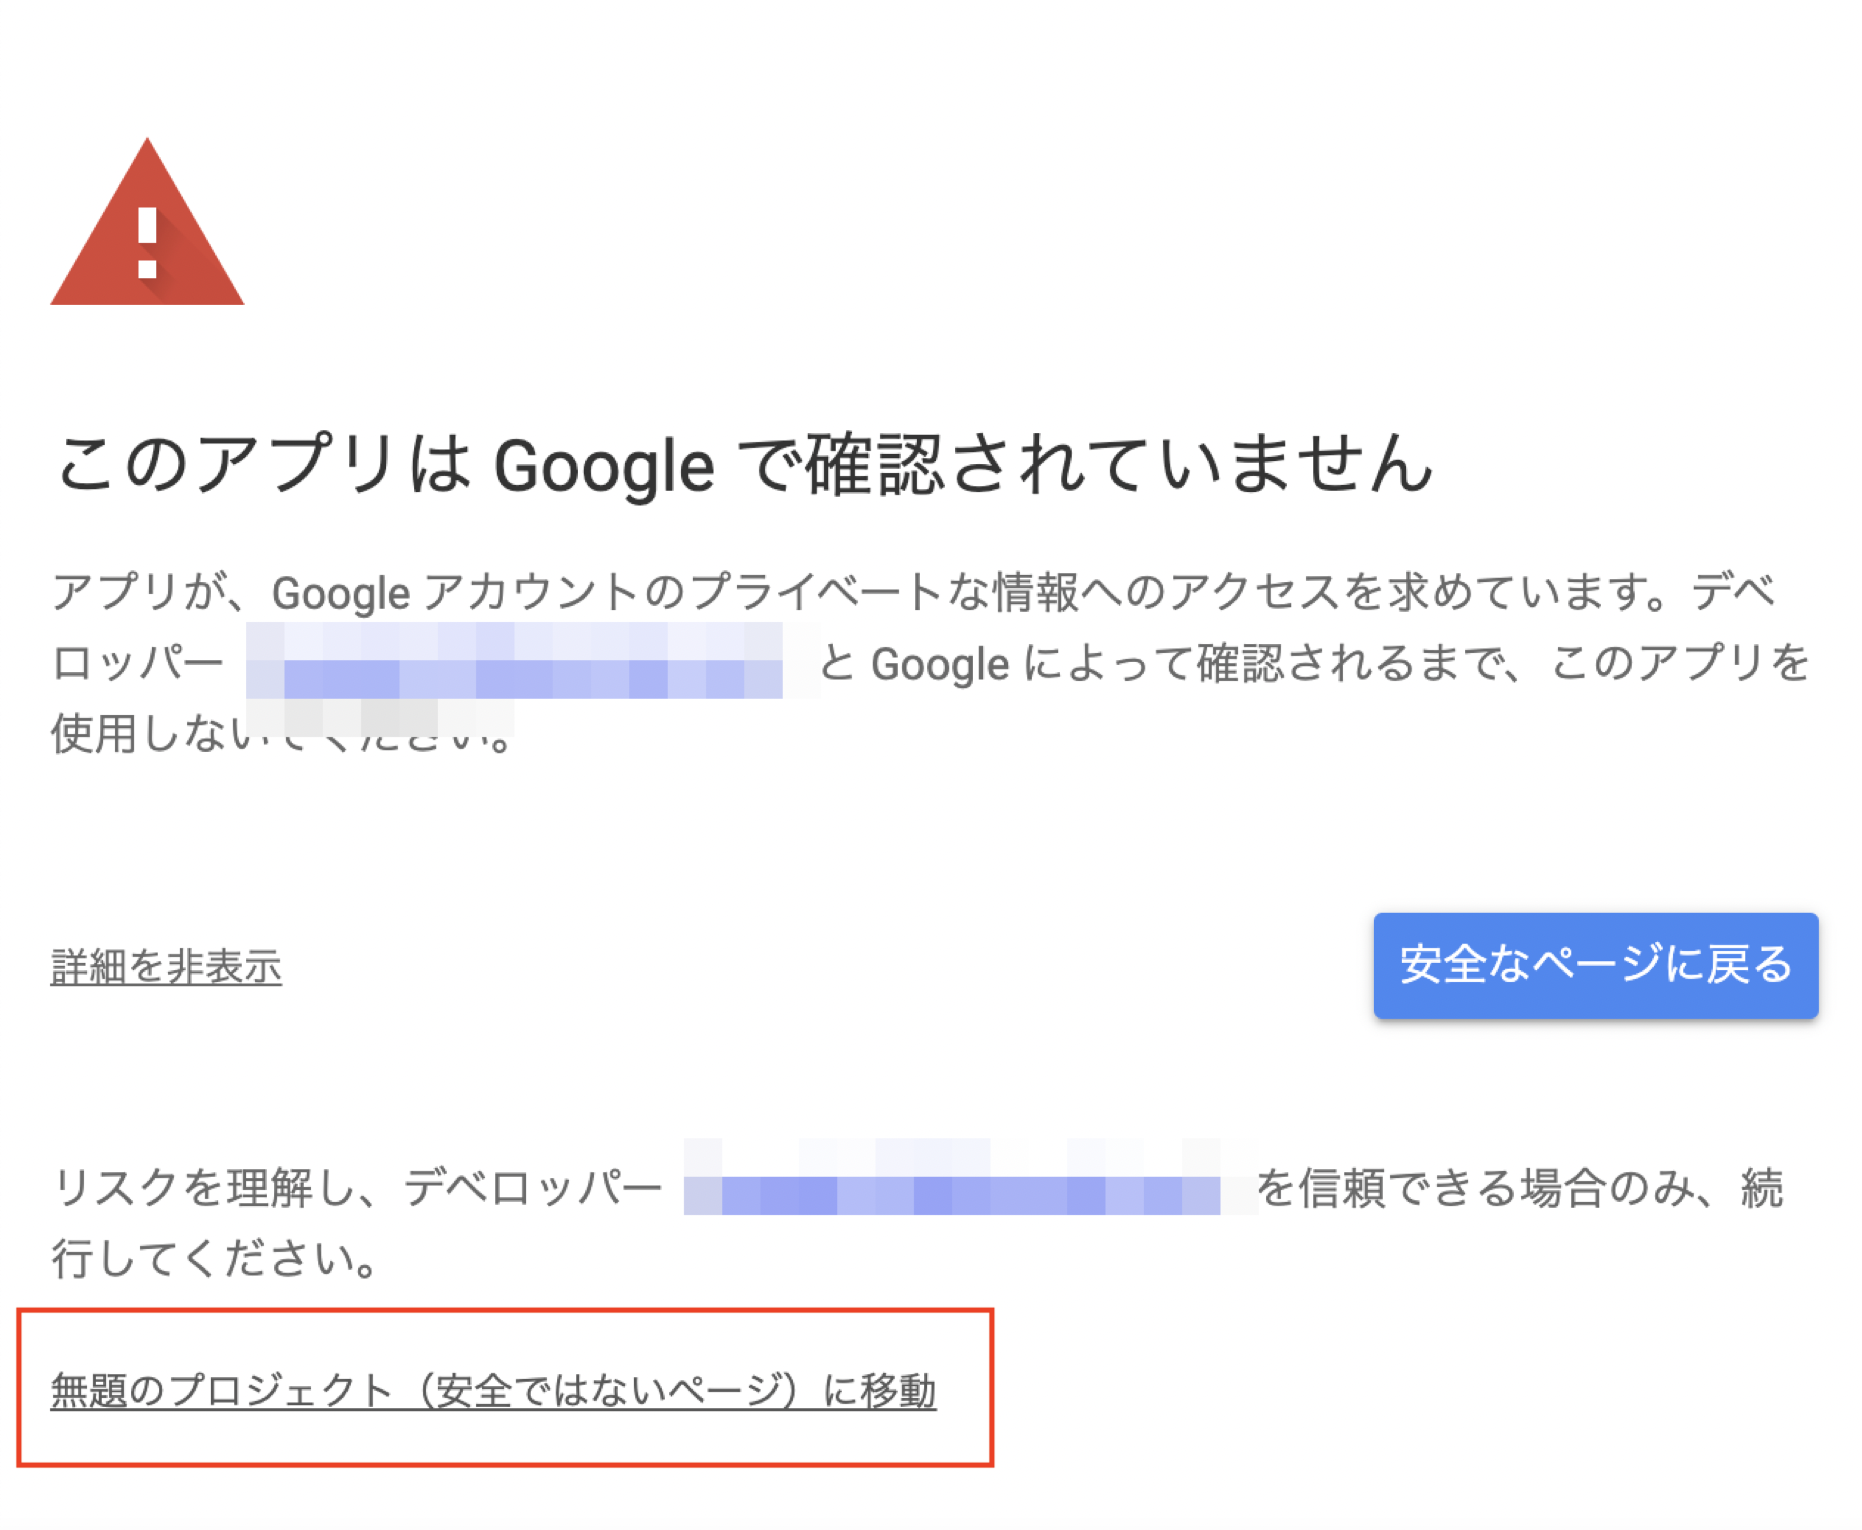 このアプリは Google で確認されていません
アプリが、Google アカウントのプライベートな情報へのアクセスを求めています。デベ
ロッパー と Google によって確認されるまで、このアプリを
使用しないでください。
詳細を非表示
安全なページに戻る
リスクを理解し、デベロッパー を信頼できる場合のみ、続
行してください。
無題のプロジェクト（安全ではないページ）に移動